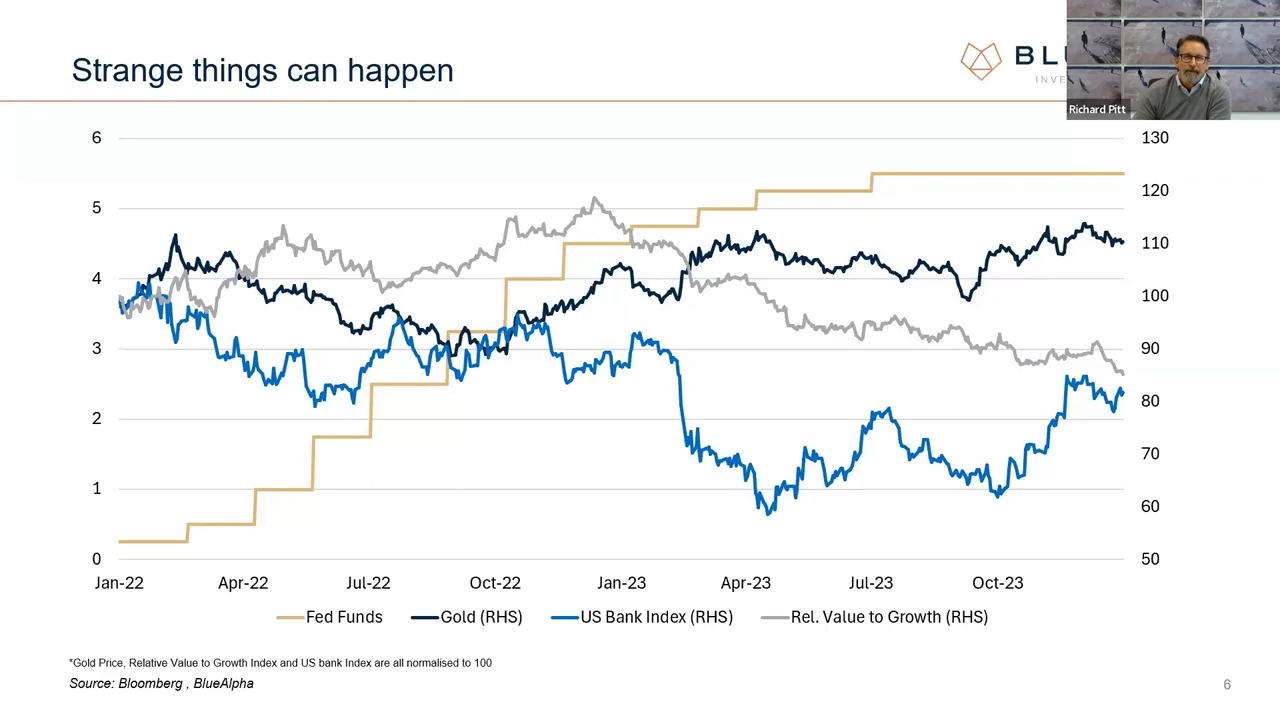 Strange things can happen
BLU
INVE
Richard Pitt
6
5
4
3
2
1
0
130
120
110
100
90
80
70
60
50
Jan-22 Apr-22 Jul-22 Oct-22 Jan-23 Apr-23 Jul-23 Oct-23
Fed Funds Gold (RHS) US Bank Index (RHS) Rel. Value to Growth (RHS)
*Gold Price, Relative Value to Growth Index and US bank Index are all normalised to 100
Source: Bloomberg , BlueAlpha
6